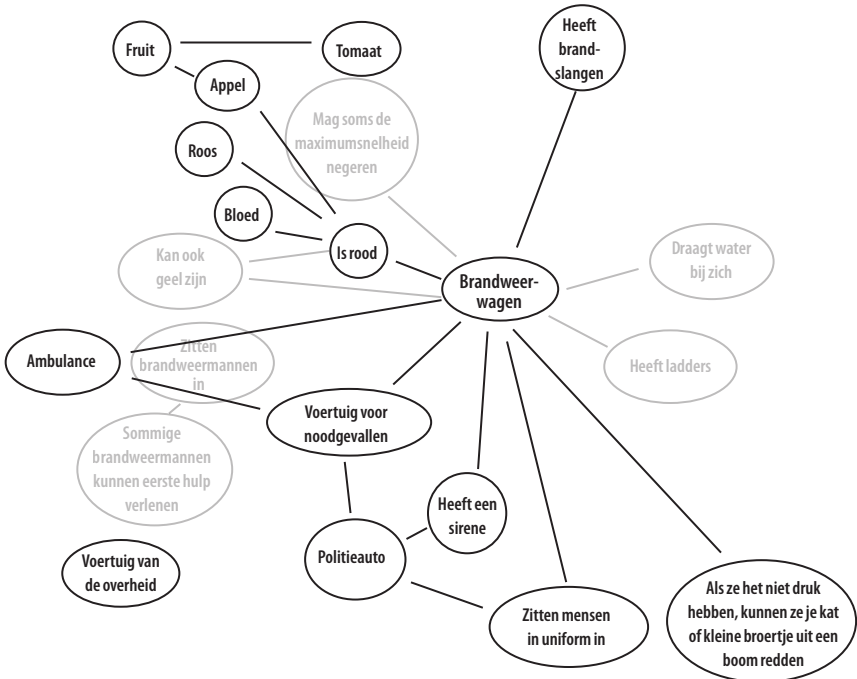 Fruit
Tomaat
Heeft
brand-
slangen
Appel
Mag soms de
maximumsnelheid
negeren
Roos
Bloed
Is rood
Kan ook
geel zijn
Draagt water
bij zich
Brandweer-
wagen
Ambulance
Zitten
brandweermannen
in
Heeft ladders
Voertuig voor
noodgevallen
Sommige
brandweermannen
kunnen eerste hulp
verlenen
Heeft een
sirene
Politieauto
Voertuig van
de overheid
Zitten mensen
in uniform in
Als ze het niet druk
hebben, kunnen ze je kat
of kleine broertje uit een
boom redden